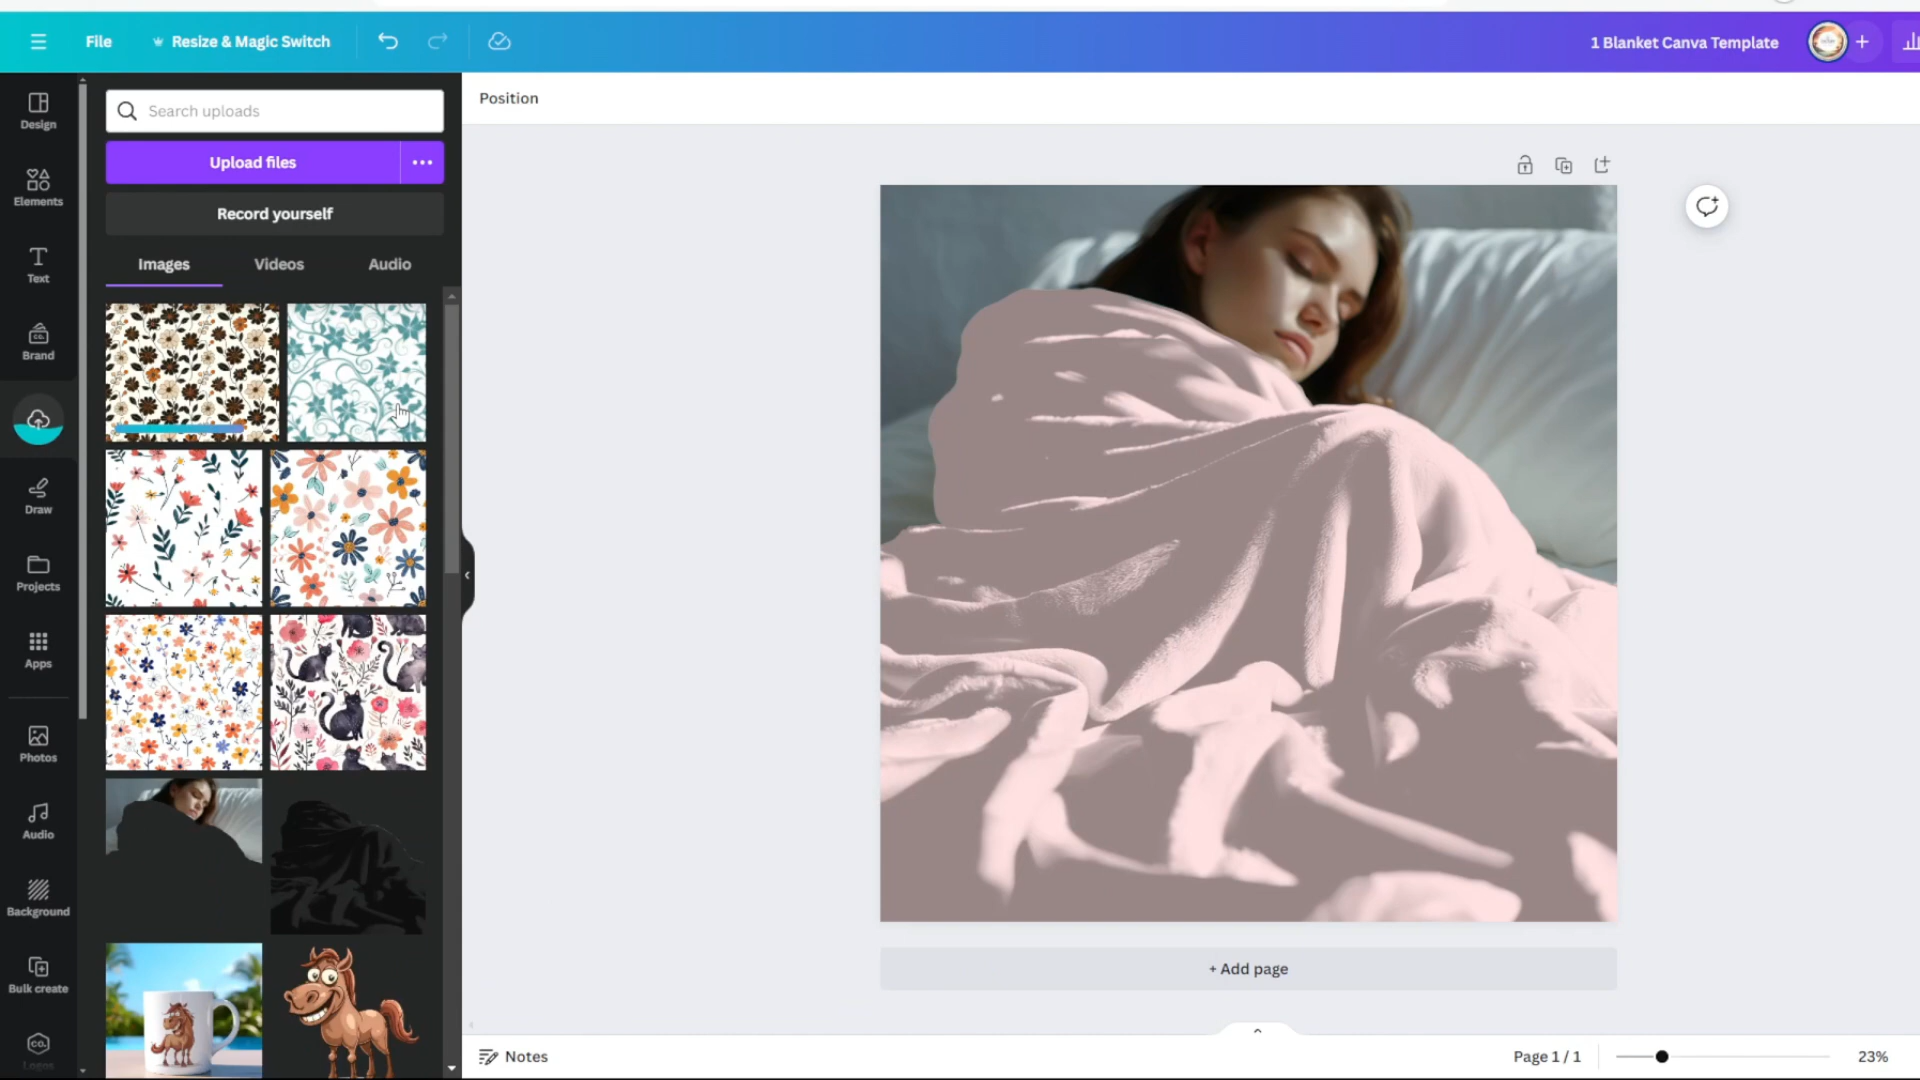 File
Resize & Magic Switch
1 Blanket Canva Template
Design
Elements
Text
Brand
Draw
Projects
Apps
Photos
Audio
Background
Bulk create
Logos
Search uploads
Upload files
Record yourself
Images
Videos
Audio
Position
+ Add page
Notes
Page 1 / 1
23%